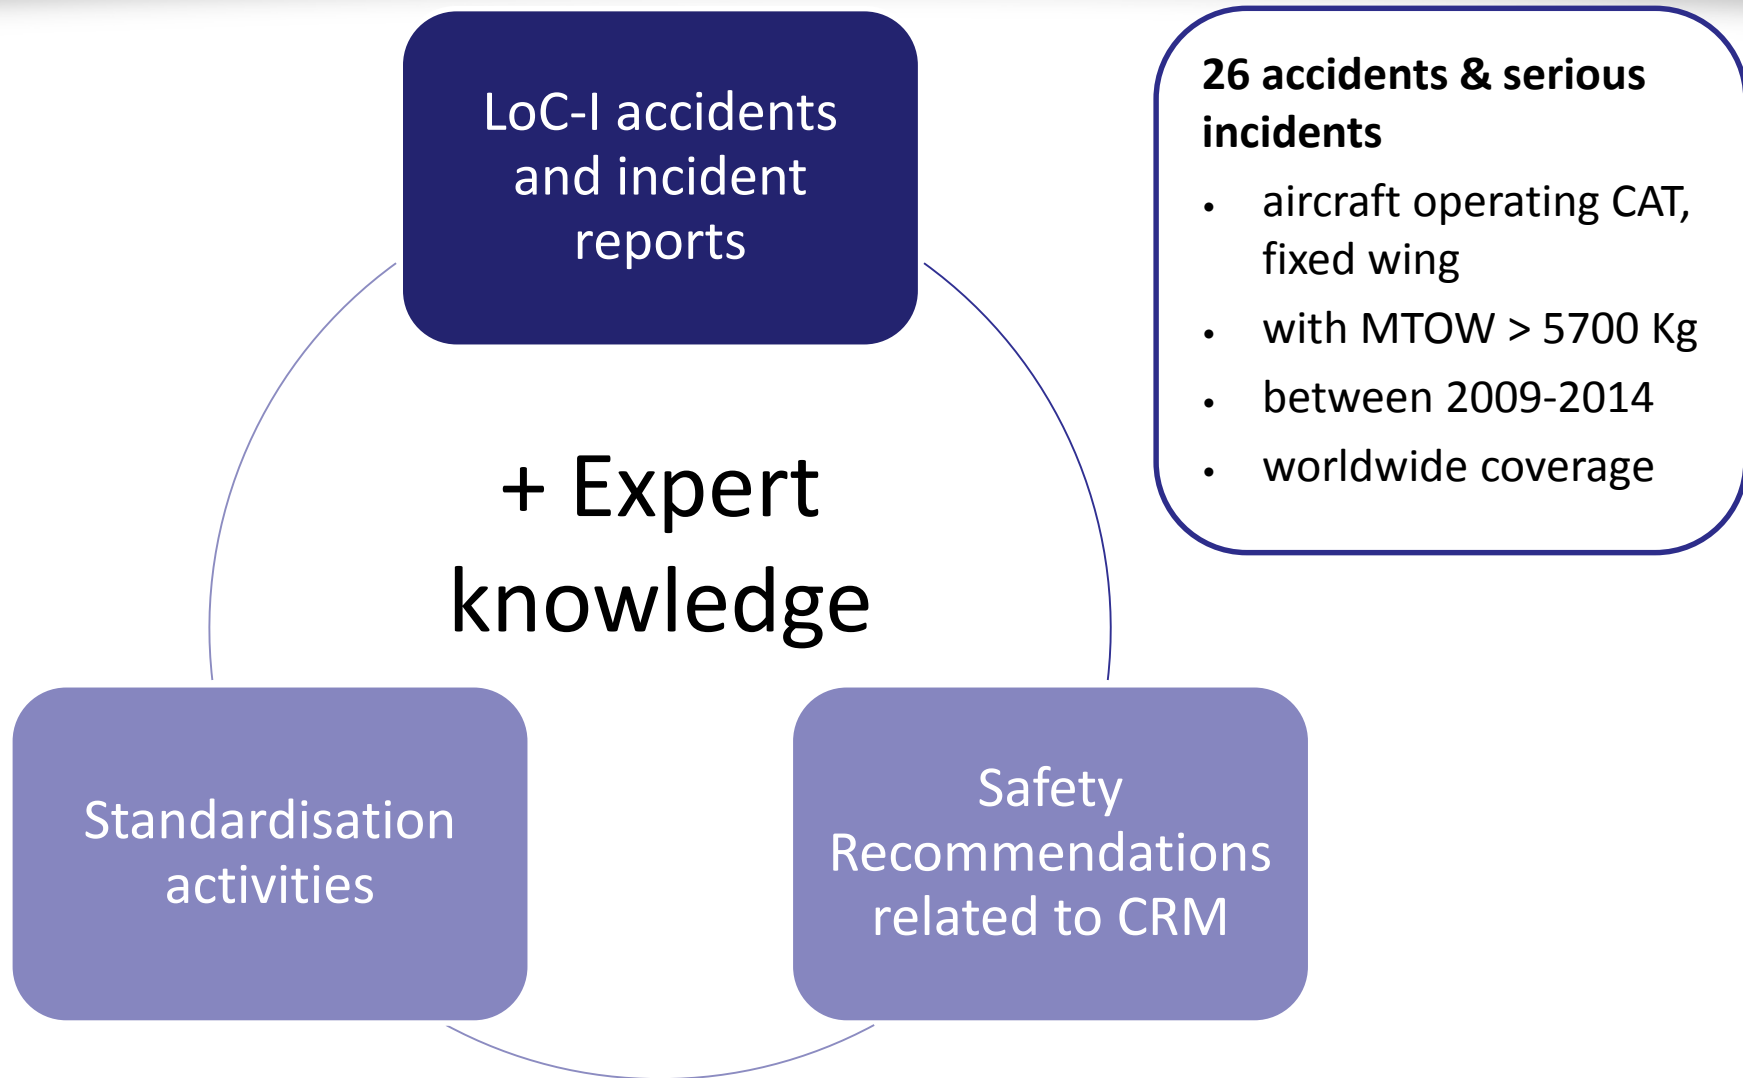 LoC-I accidents
and incident
reports
26 accidents & serious
incidents
• aircraft operating CAT,
fixed wing
• with MTOW > 5700 Kg
• between 2009-2014
• worldwide coverage
+ Expert
knowledge
Standardisation
activities
Safety
Recommendations
related to CRM